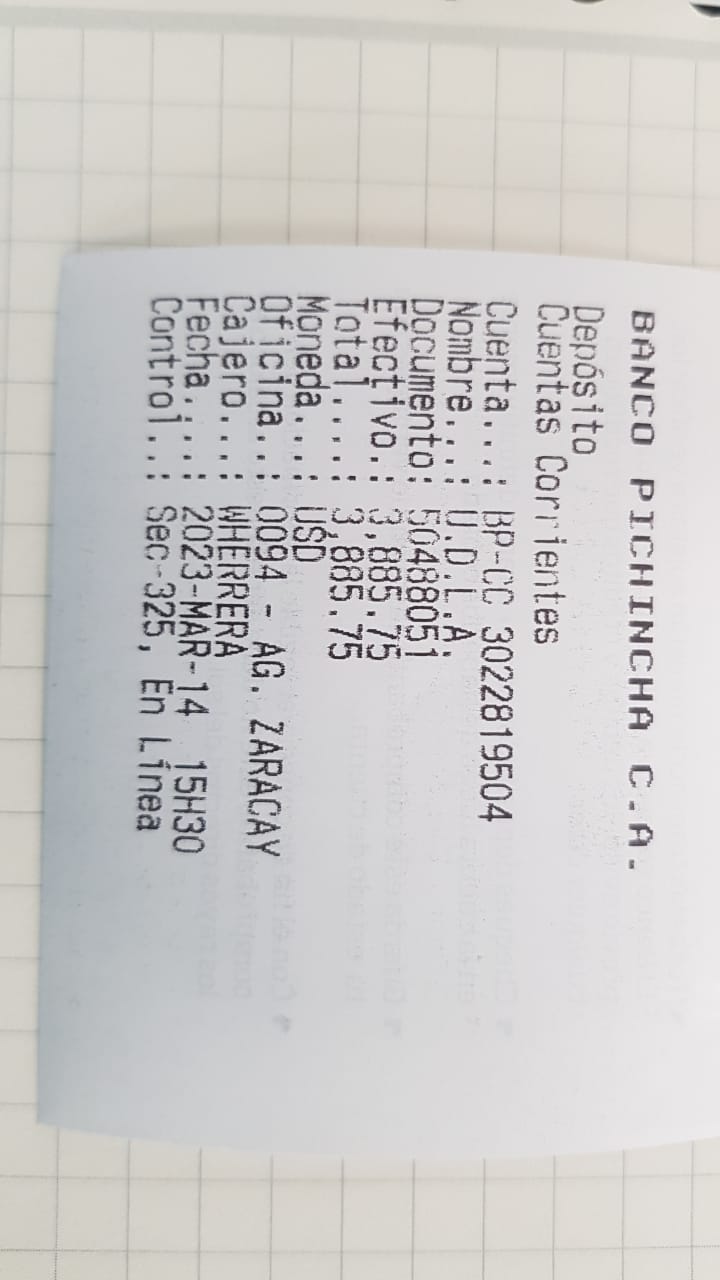 BANCO PICHINCHA C.A.
Depósito
Cuentas Corrientes
Cuenta...: BP-CC 3022819504
Nombre...: U.D.L.A.
Documento: 50488051
Efectivo.: 3,885.75
Total....: 3,885.75
Moneda...: USD
Oficina..: 0094 - AG. ZARACAY
Cajero...: WHERRERA
Fecha....: 2023-MAR-14 15H30
Control..: Sec-325, En Línea